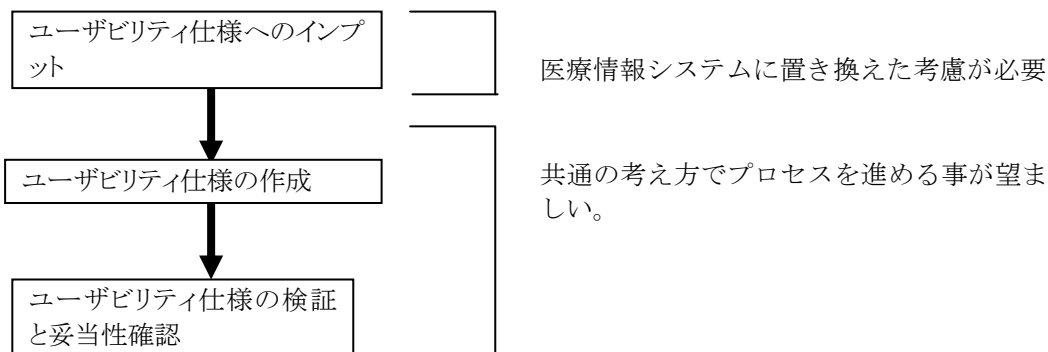 ユーザビリティ仕様へのインプ
ット
医療情報システムに置き換えた考慮が必要
ユーザビリティ仕様の作成
共通の考え方でプロセスを進める事が望ま
しい。
ユーザビリティ仕様の検証
と妥当性確認